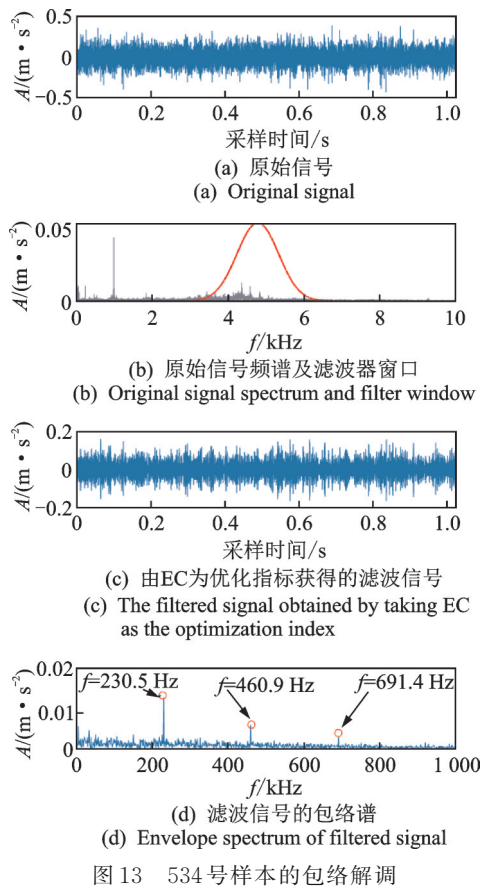 0.5
0
−0.5
A/(m·s⁻²)
0 0.2 0.4 0.6 0.8 1.0
采样时间/s
(a) 原始信号
(a) Original signal
0.05
0
A/(m·s⁻²)
0 2 4 6 8 10
f/kHz
(b) 原始信号频谱及滤波器窗口
(b) Original signal spectrum and filter window
0.2
0
−0.2
A/(m·s⁻²)
0 0.2 0.4 0.6 0.8 1.0
采样时间/s
(c) 由EC为优化指标获得的滤波信号
(c) The filtered signal obtained by taking EC
as the optimization index
0.02
0.01
0
A/(m·s⁻²)
f=230.5 Hz
f=460.9 Hz
f=691.4 Hz
0 200 400 600 800 1 000
f/kHz
(d) 滤波信号的包络谱
(d) Envelope spectrum of filtered signal
图 13 534号样本的包络解调